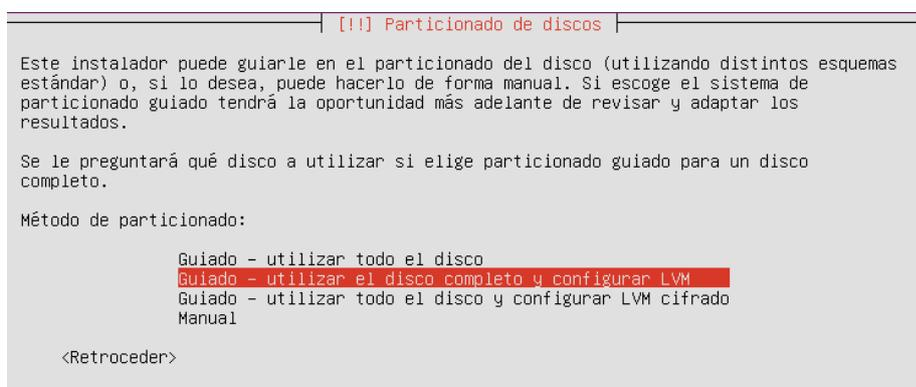 [!!] Particionado de discos
Este instalador puede guiarle en el particionado del disco (utilizando distintos esquemas
estándar) o, si lo desea, puede hacerlo de forma manual. Si escoge el sistema de
particionado guiado tendrá la oportunidad más adelante de revisar y adaptar los
resultados.
Se le preguntará qué disco a utilizar si elige particionado guiado para un disco
completo.
Método de particionado:
Guiado - utilizar todo el disco
Guiado - utilizar el disco completo y configurar LVM
Guiado - utilizar todo el disco y configurar LVM cifrado
Manual
<Retroceder>